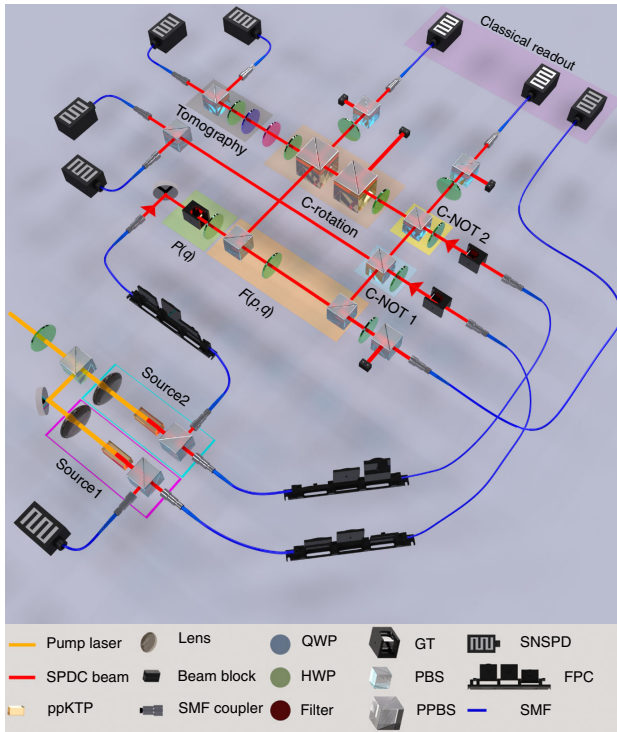 Classical readout
Tomography
C-rotation
C-NOT 2
P(q)
F(p,q)
C-NOT 1
Source2
Source1
Pump laser
Lens
QWP
GT
SNSPD
SPDC beam
Beam block
HWP
PBS
FPC
ppKTP
SMF coupler
Filter
PPBS
SMF